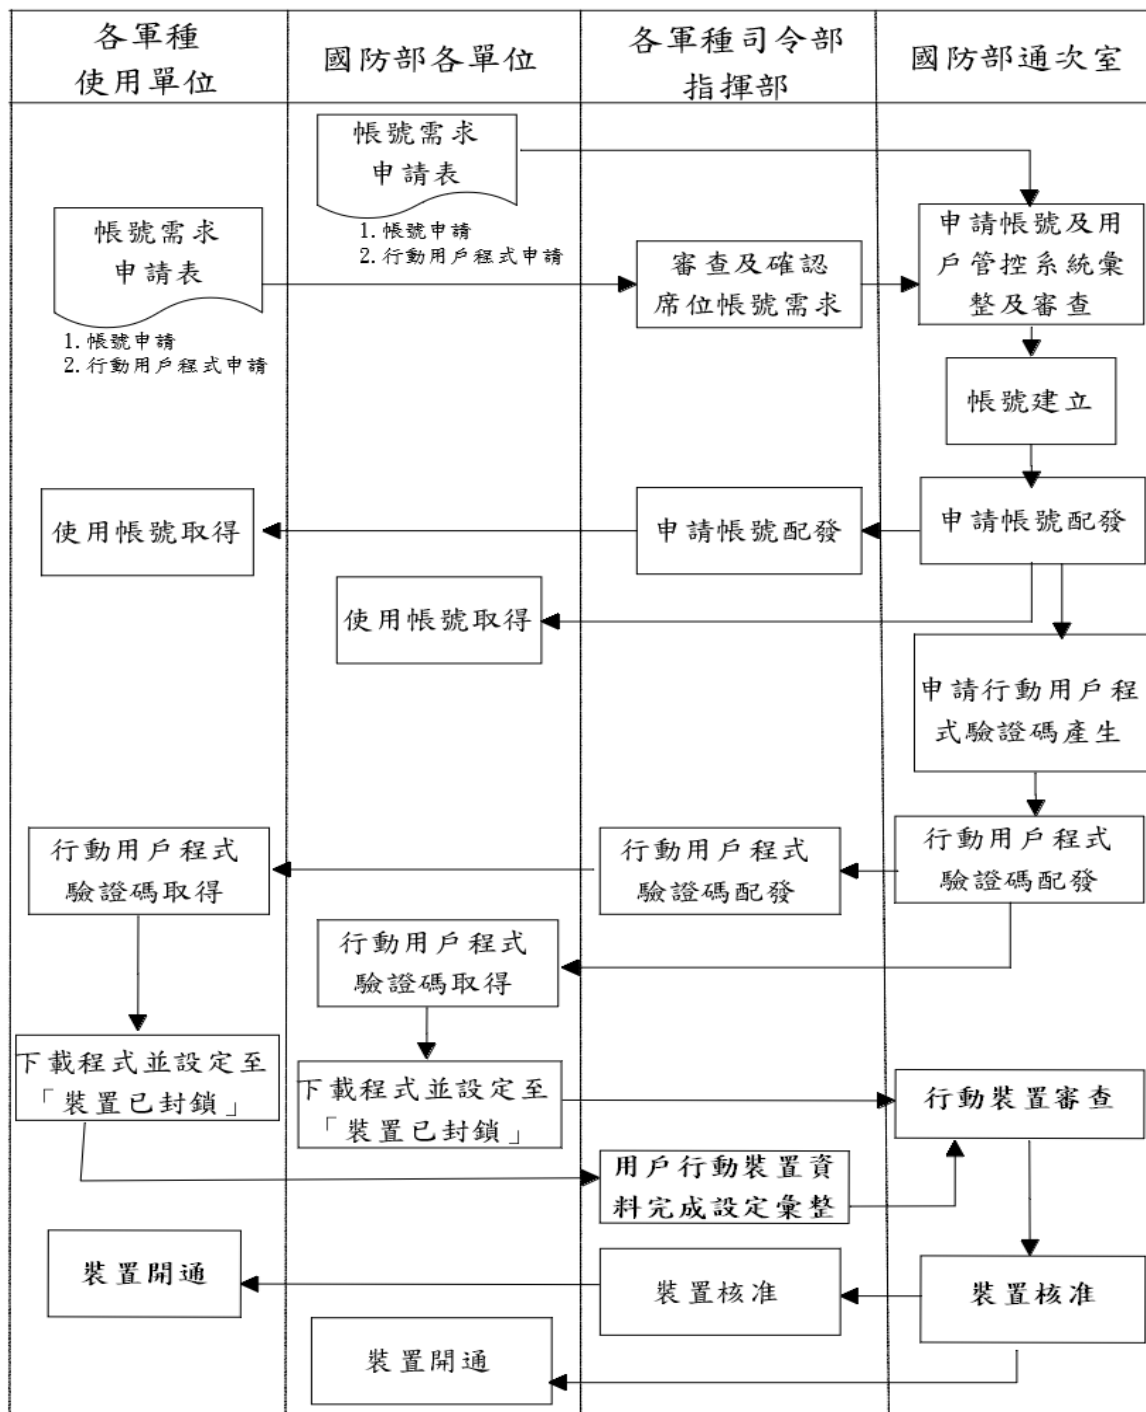 各軍種
使用單位
國防部各單位
各軍種司令部
指揮部
國防部通次室
帳號需求
申請表
1.帳號申請
2.行動用戶程式申請
帳號需求
申請表
1.帳號申請
2.行動用戶程式申請
審查及確認
席位帳號需求
申請帳號及用
戶管控系統彙
整及審查
帳號建立
使用帳號取得
申請帳號配發
申請帳號配發
使用帳號取得
申請行動用戶程
式驗證碼產生
行動用戶程式
驗證碼取得
行動用戶程式
驗證碼配發
行動用戶程式
驗證碼配發
行動用戶程式
驗證碼取得
下載程式並設定至
「裝置已封鎖」
下載程式並設定至
「裝置已封鎖」
行動裝置審查
用戶行動裝置資
料完成設定彙整
裝置開通
裝置核准
裝置核准
裝置開通